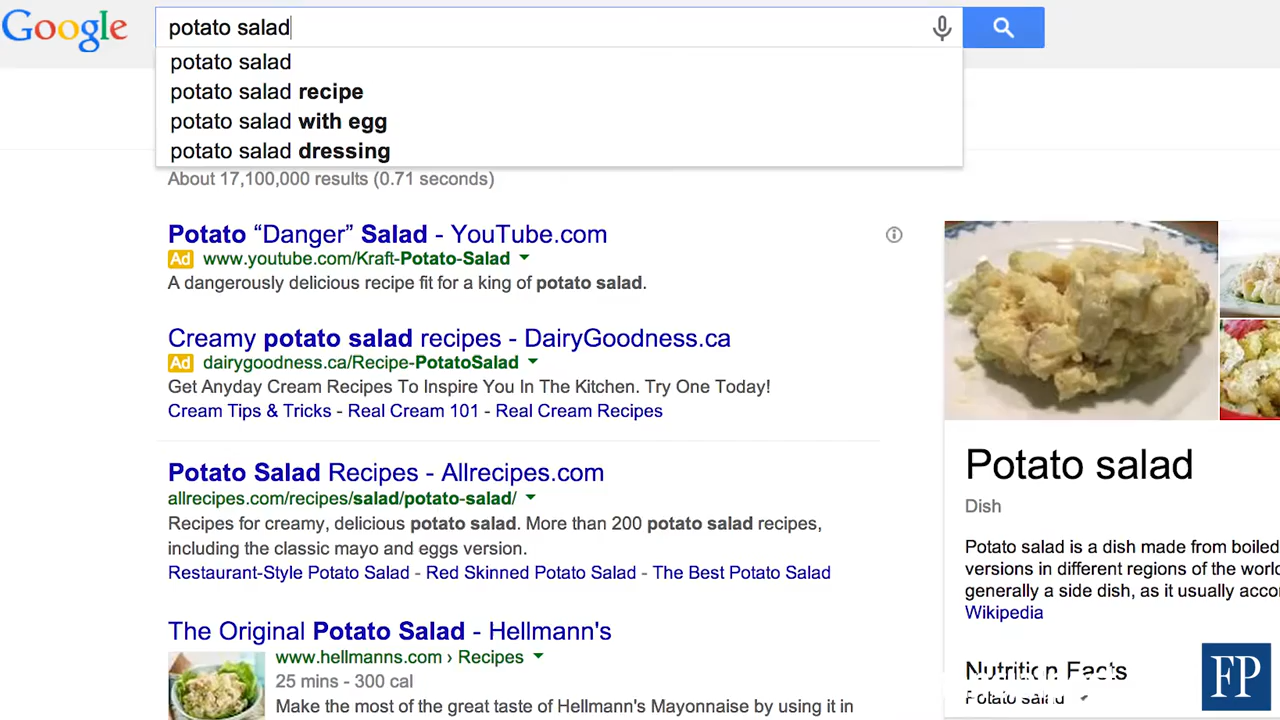 Google
potato salad
potato salad
potato salad recipe
potato salad with egg
potato salad dressing
About 17,100,000 results (0.71 seconds)
Potato “Danger” Salad - YouTube.com
Ad www.youtube.com/Kraft-Potato-Salad
A dangerously delicious recipe fit for a king of potato salad.
Creamy potato salad recipes - DairyGoodness.ca
Ad dairygoodness.ca/Recipe-PotatoSalad
Get Anyday Cream Recipes To Inspire You In The Kitchen. Try One Today!
Cream Tips & Tricks - Real Cream 101 - Real Cream Recipes
Potato Salad Recipes - Allrecipes.com
allrecipes.com/recipes/salad/potato-salad/
Recipes for creamy, delicious potato salad. More than 200 potato salad recipes,
including the classic mayo and eggs version.
Restaurant-Style Potato Salad - Red Skinned Potato Salad - The Best Potato Salad
The Original Potato Salad - Hellmann's
www.hellmanns.com › Recipes
25 mins - 300 cal
Make the most of the great taste of Hellmann's Mayonnaise by using it in
Potato salad
Dish
Potato salad is a dish made from boiled
versions in different regions of the
generally a side dish, as it usually
Wikipedia
Nutrition Facts
Potato salad
FP